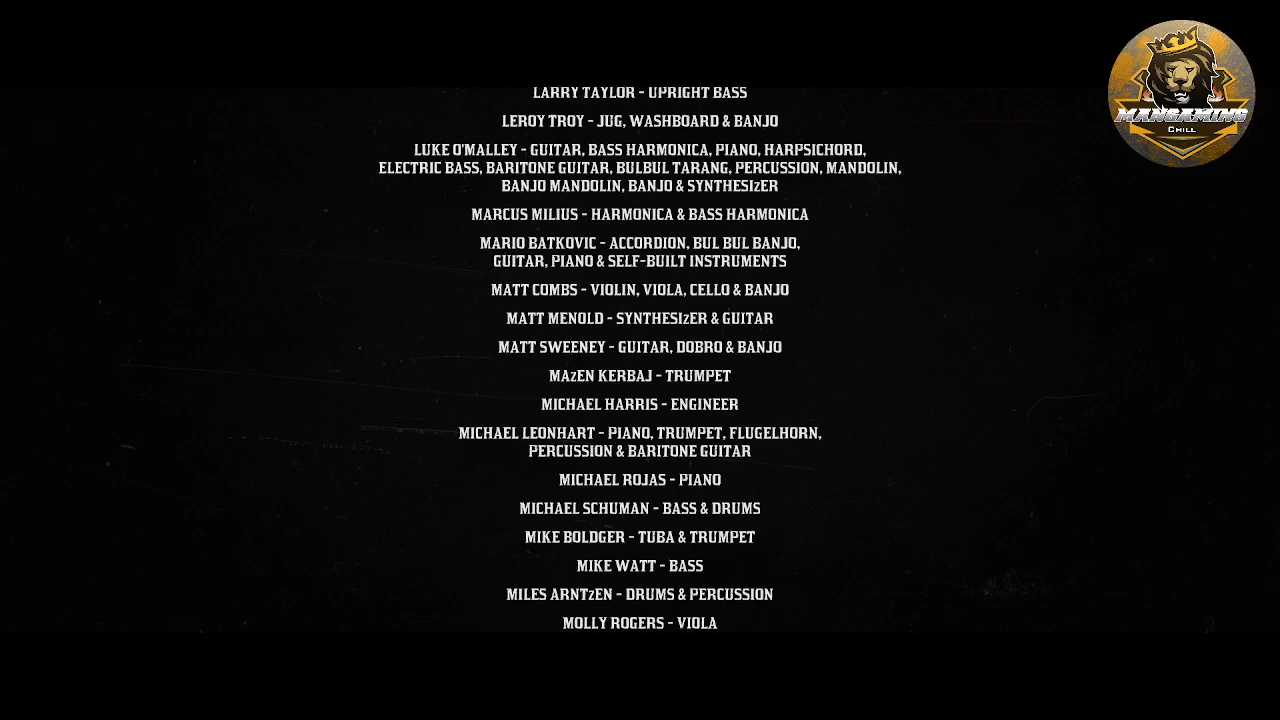 LARRY TAYLOR - UPRIGHT BASS
LEROY TROY - JUG, WASHBOARD & BANJO
LUKE O'MALLEY - GUITAR, BASS HARMONICA, PIANO, HARPSICHORD,
ELECTRIC BASS, BARITONE GUITAR, BULBUL TARANG, PERCUSSION, MANDOLIN,
BANJO MANDOLIN, BANJO & SYNTHESIzER
MARCUS MILIUS - HARMONICA & BASS HARMONICA
MARIO BATKOVIC - ACCORDION, BUL BUL BANJO,
GUITAR, PIANO & SELF-BUILT INSTRUMENTS
MATT COMBS - VIOLIN, VIOLA, CELLO & BANJO
MATT MENOLD - SYNTHESIzER & GUITAR
MATT SWEENEY - GUITAR, DOBRO & BANJO
MAzEN KERBAJ - TRUMPET
MICHAEL HARRIS - ENGINEER
MICHAEL LEONHART - PIANO, TRUMPET, FLUGELHORN,
PERCUSSION & BARITONE GUITAR
MICHAEL ROJAS - PIANO
MICHAEL SCHUMAN - BASS & DRUMS
MIKE BOLDGER - TUBA & TRUMPET
MIKE WATT - BASS
MILES ARNTzEN - DRUMS & PERCUSSION
MOLLY ROGERS - VIOLA
MANGAMING
CHILL